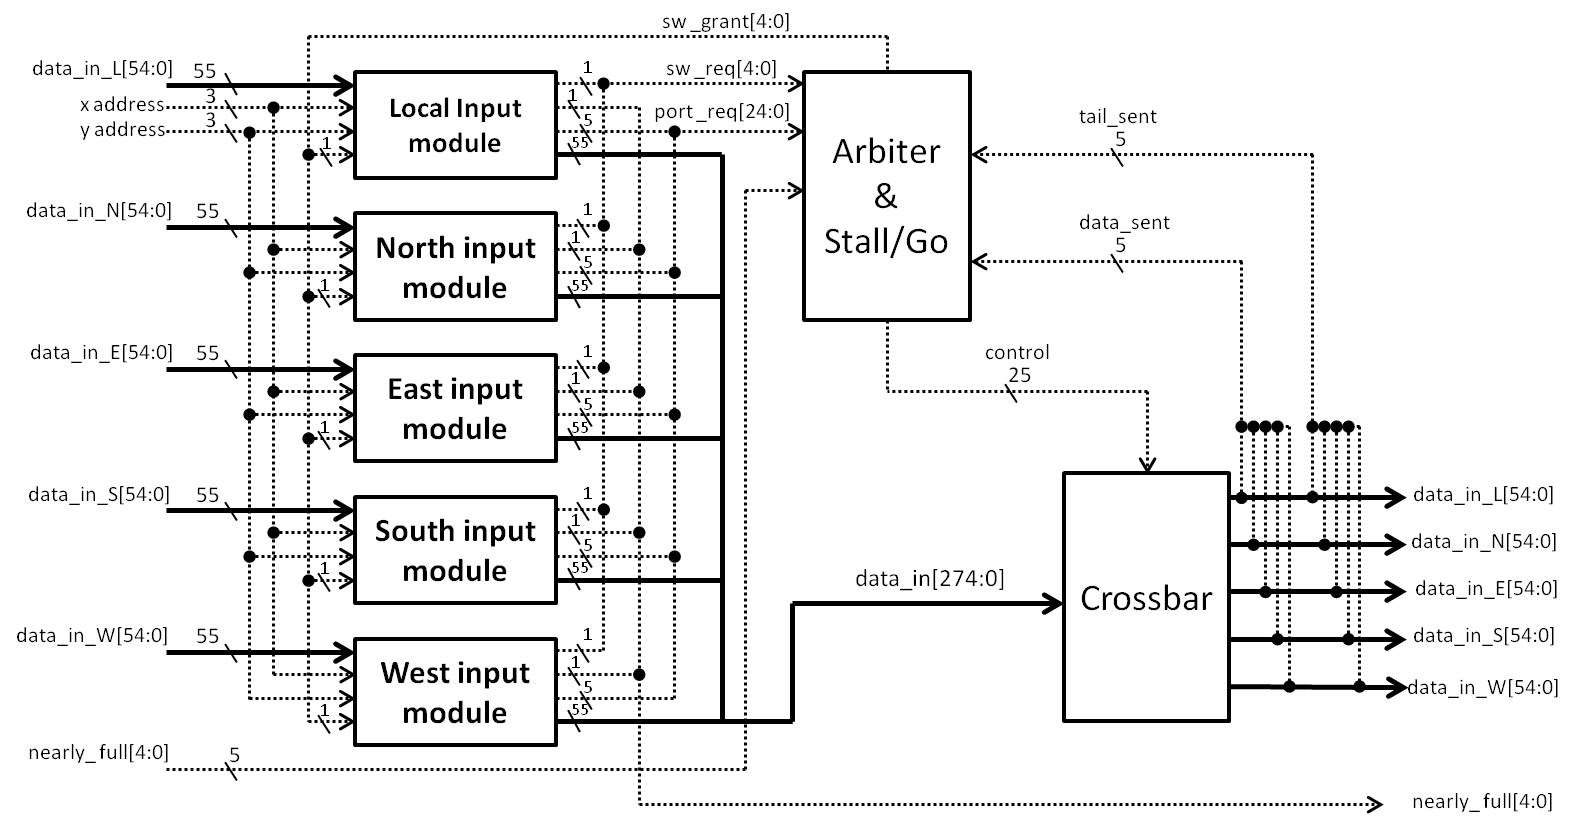 sw_grant[4:0]
data_in_L[54:0]
55
x address
3
y address
3
1
Local Input
module
1
1
5
55
sw_req[4:0]
port_req[24:0]
Arbiter
&
Stall/Go
tail_sent
5
data_sent
5
data_in_N[54:0]
55
1
North input
module
1
1
5
55
data_in_E[54:0]
55
1
East input
module
1
1
5
55
control
25
data_in_S[54:0]
55
1
South input
module
1
1
5
55
data_in[274:0]
Crossbar
data_in_L[54:0]
data_in_N[54:0]
data_in_E[54:0]
data_in_S[54:0]
data_in_W[54:0]
data_in_W[54:0]
55
1
West input
module
1
1
5
55
nearly_full[4:0]
5
nearly_full[4:0]